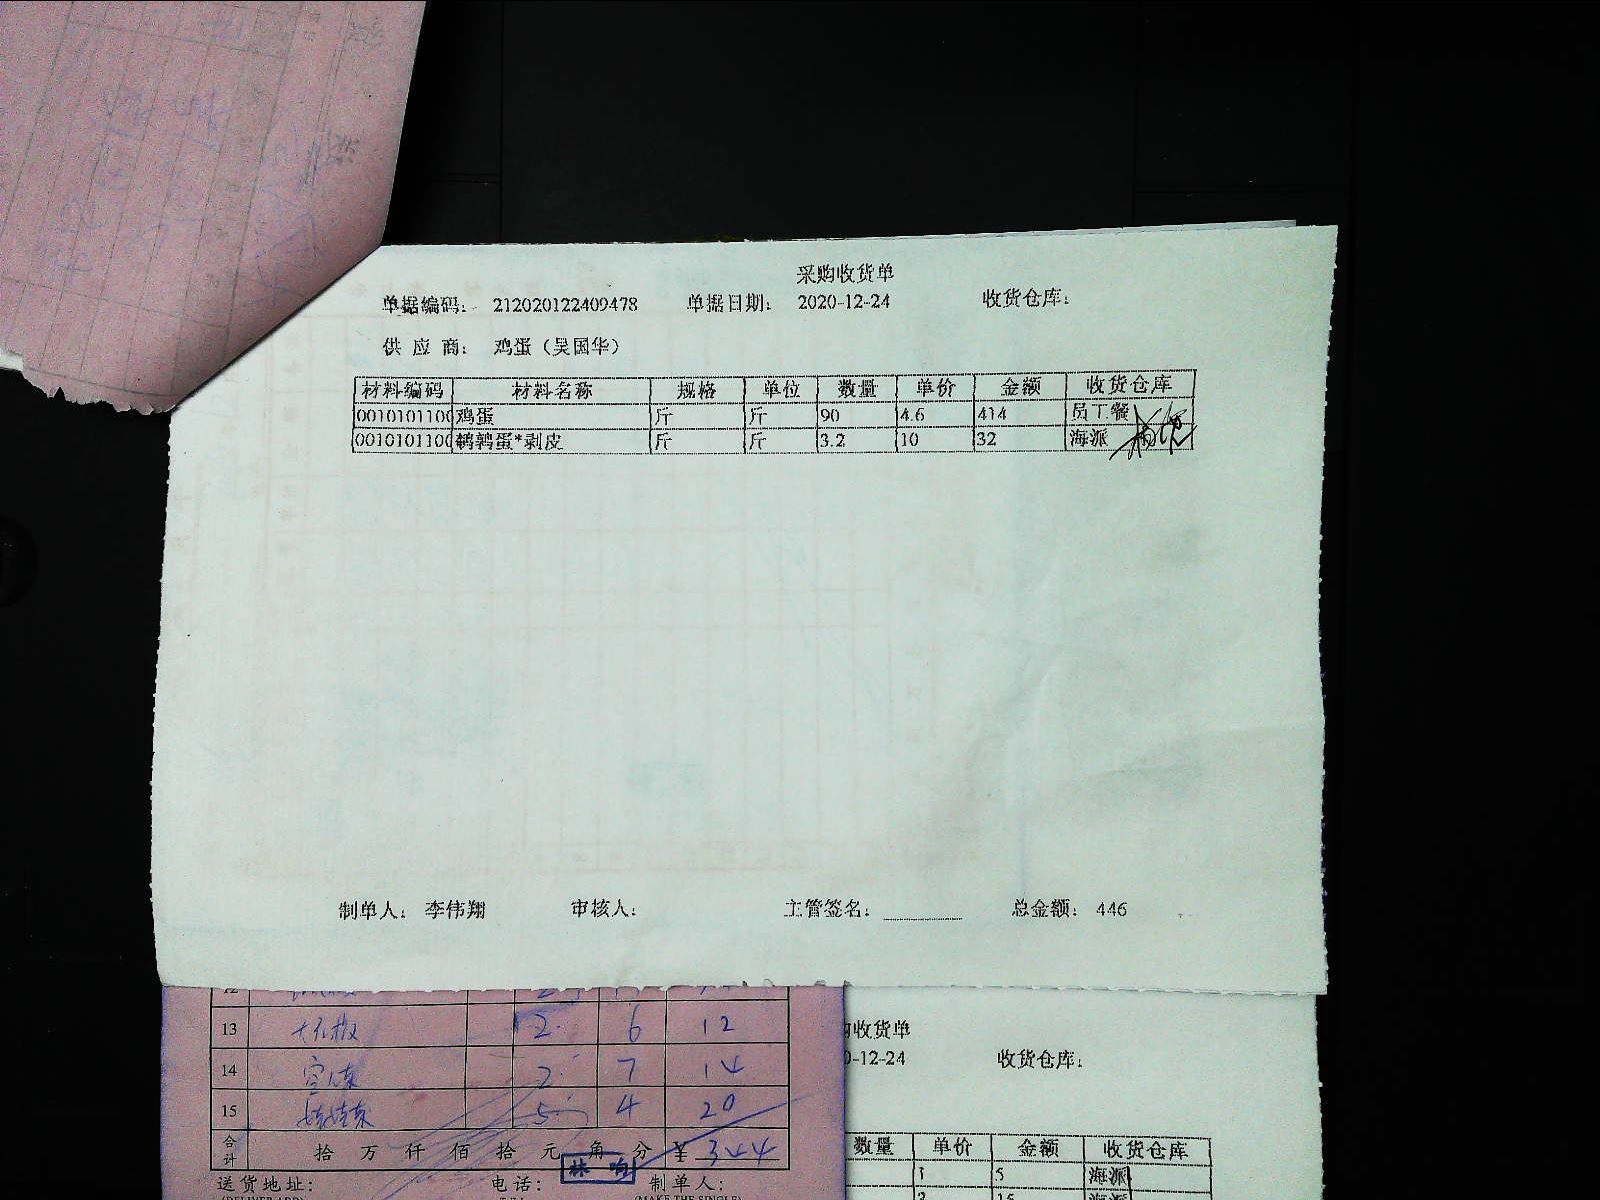 采购收货单
单据编码： 212020122409478 单据日期： 2020-12-24 收货仓库：
供 应 商： 鸡蛋（吴国华）
材料编码 材料名称 规格 单位 数量 单价 金额 收货仓库
0010101100 鸡蛋 斤 斤 90 4.6 414 员工餐
0010101100 鹌鹑蛋*剥皮 斤 斤 3.2 10 32 海派
制单人： 李伟翔 审核人： 主管签名： 总金额： 446
13 2 6 12
14 2 7 14
15 5 4 20
合计 拾 万 仟 佰 拾 元 角 分 ¥ 344
送货地址： 电话： 制单人：
购收货单
0-12-24 收货仓库：
数量 单价 金额 收货仓库
1 5 海派